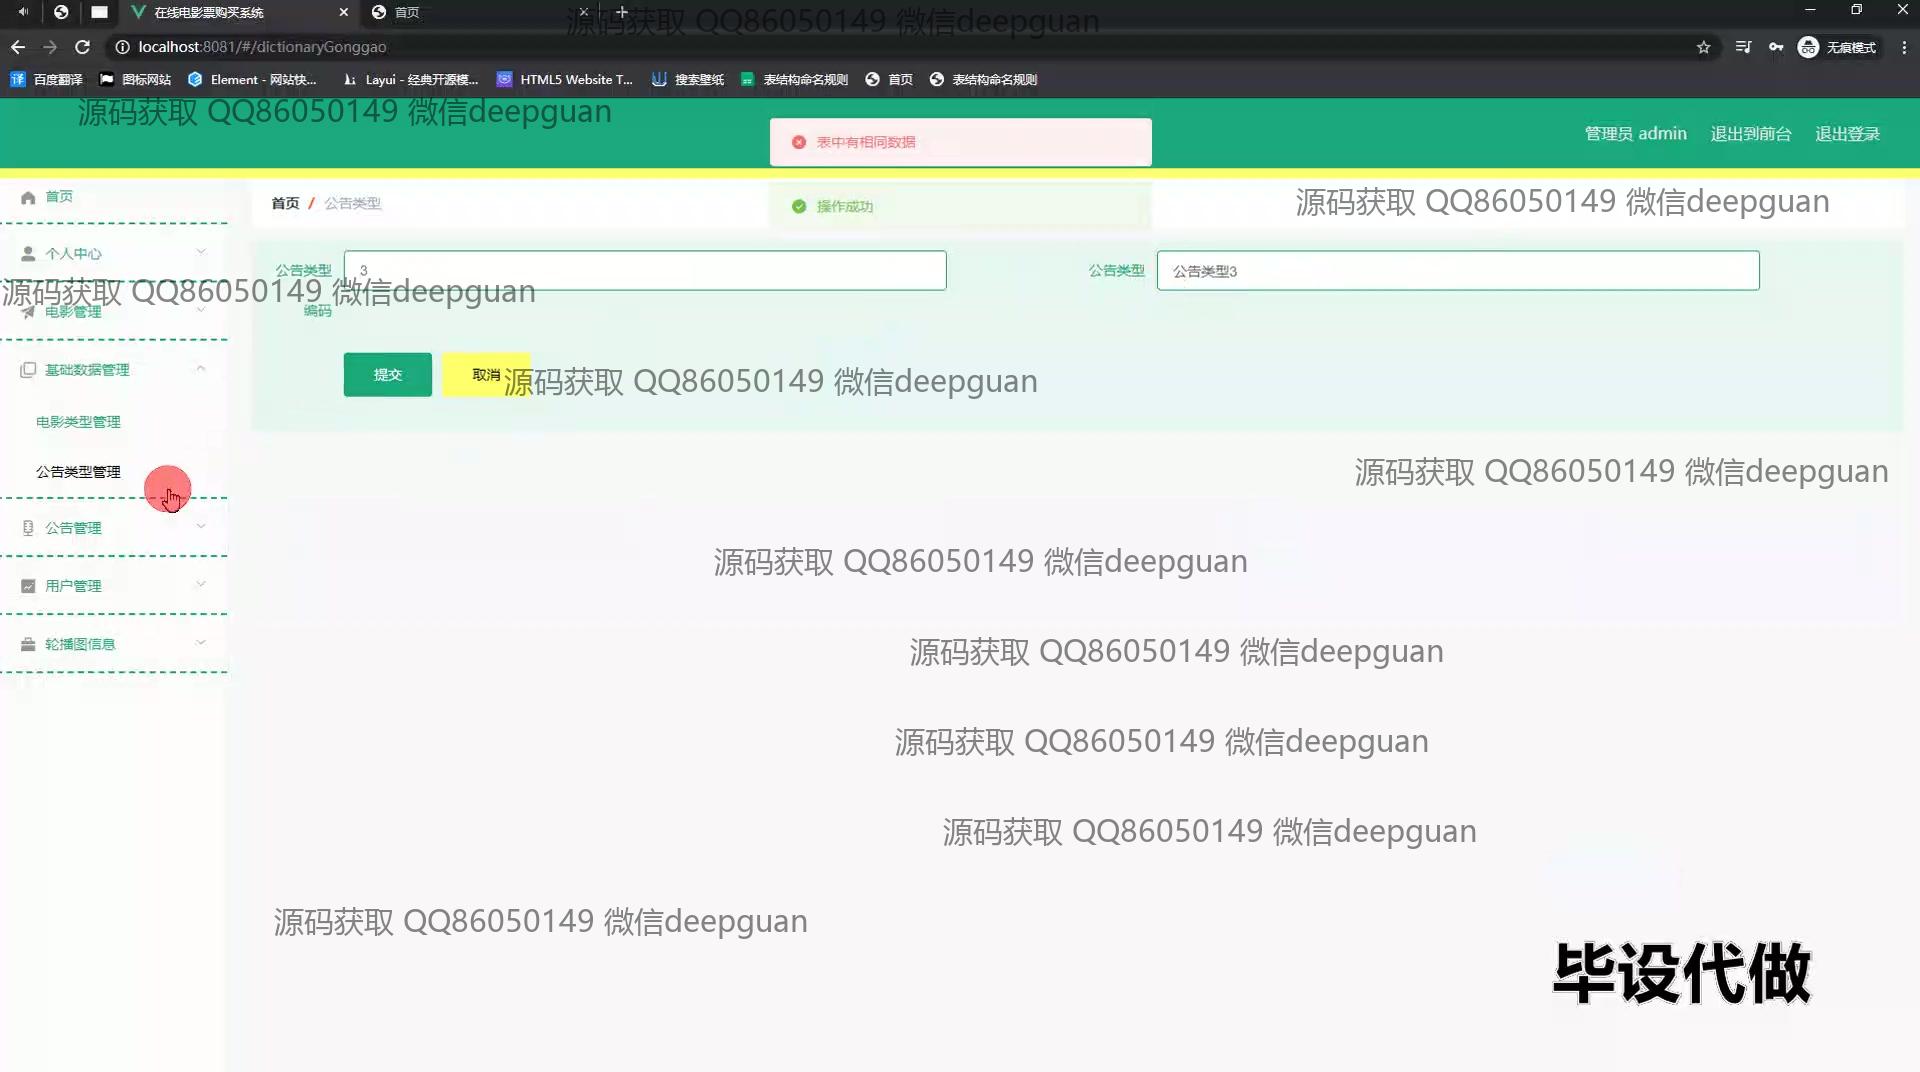 在线电影票购买系统
首页
源码获取 QQ86050149 微信deepguan
localhost:8081/#/dictionaryGonggao
无痕模式
百度翻译
图标网站
Element - 网站快...
Layui - 经典开源模...
HTML5 Website T...
搜索壁纸
表结构命名规则
首页
表结构命名规则
源码获取 QQ86050149 微信deepguan
表中有相同数据
管理员 admin
退出到前台
退出登录
首页
首页 / 公告类型
操作成功
源码获取 QQ86050149 微信deepguan
个人中心
公告类型编码
3
公告类型
公告类型3
源码获取 QQ86050149 微信deepguan
电影管理
基础数据管理
提交
取消
源码获取 QQ86050149 微信deepguan
电影类型管理
公告类型管理
源码获取 QQ86050149 微信deepguan
公告管理
源码获取 QQ86050149 微信deepguan
用户管理
轮播图信息
源码获取 QQ86050149 微信deepguan
源码获取 QQ86050149 微信deepguan
源码获取 QQ86050149 微信deepguan
源码获取 QQ86050149 微信deepguan
毕设代做